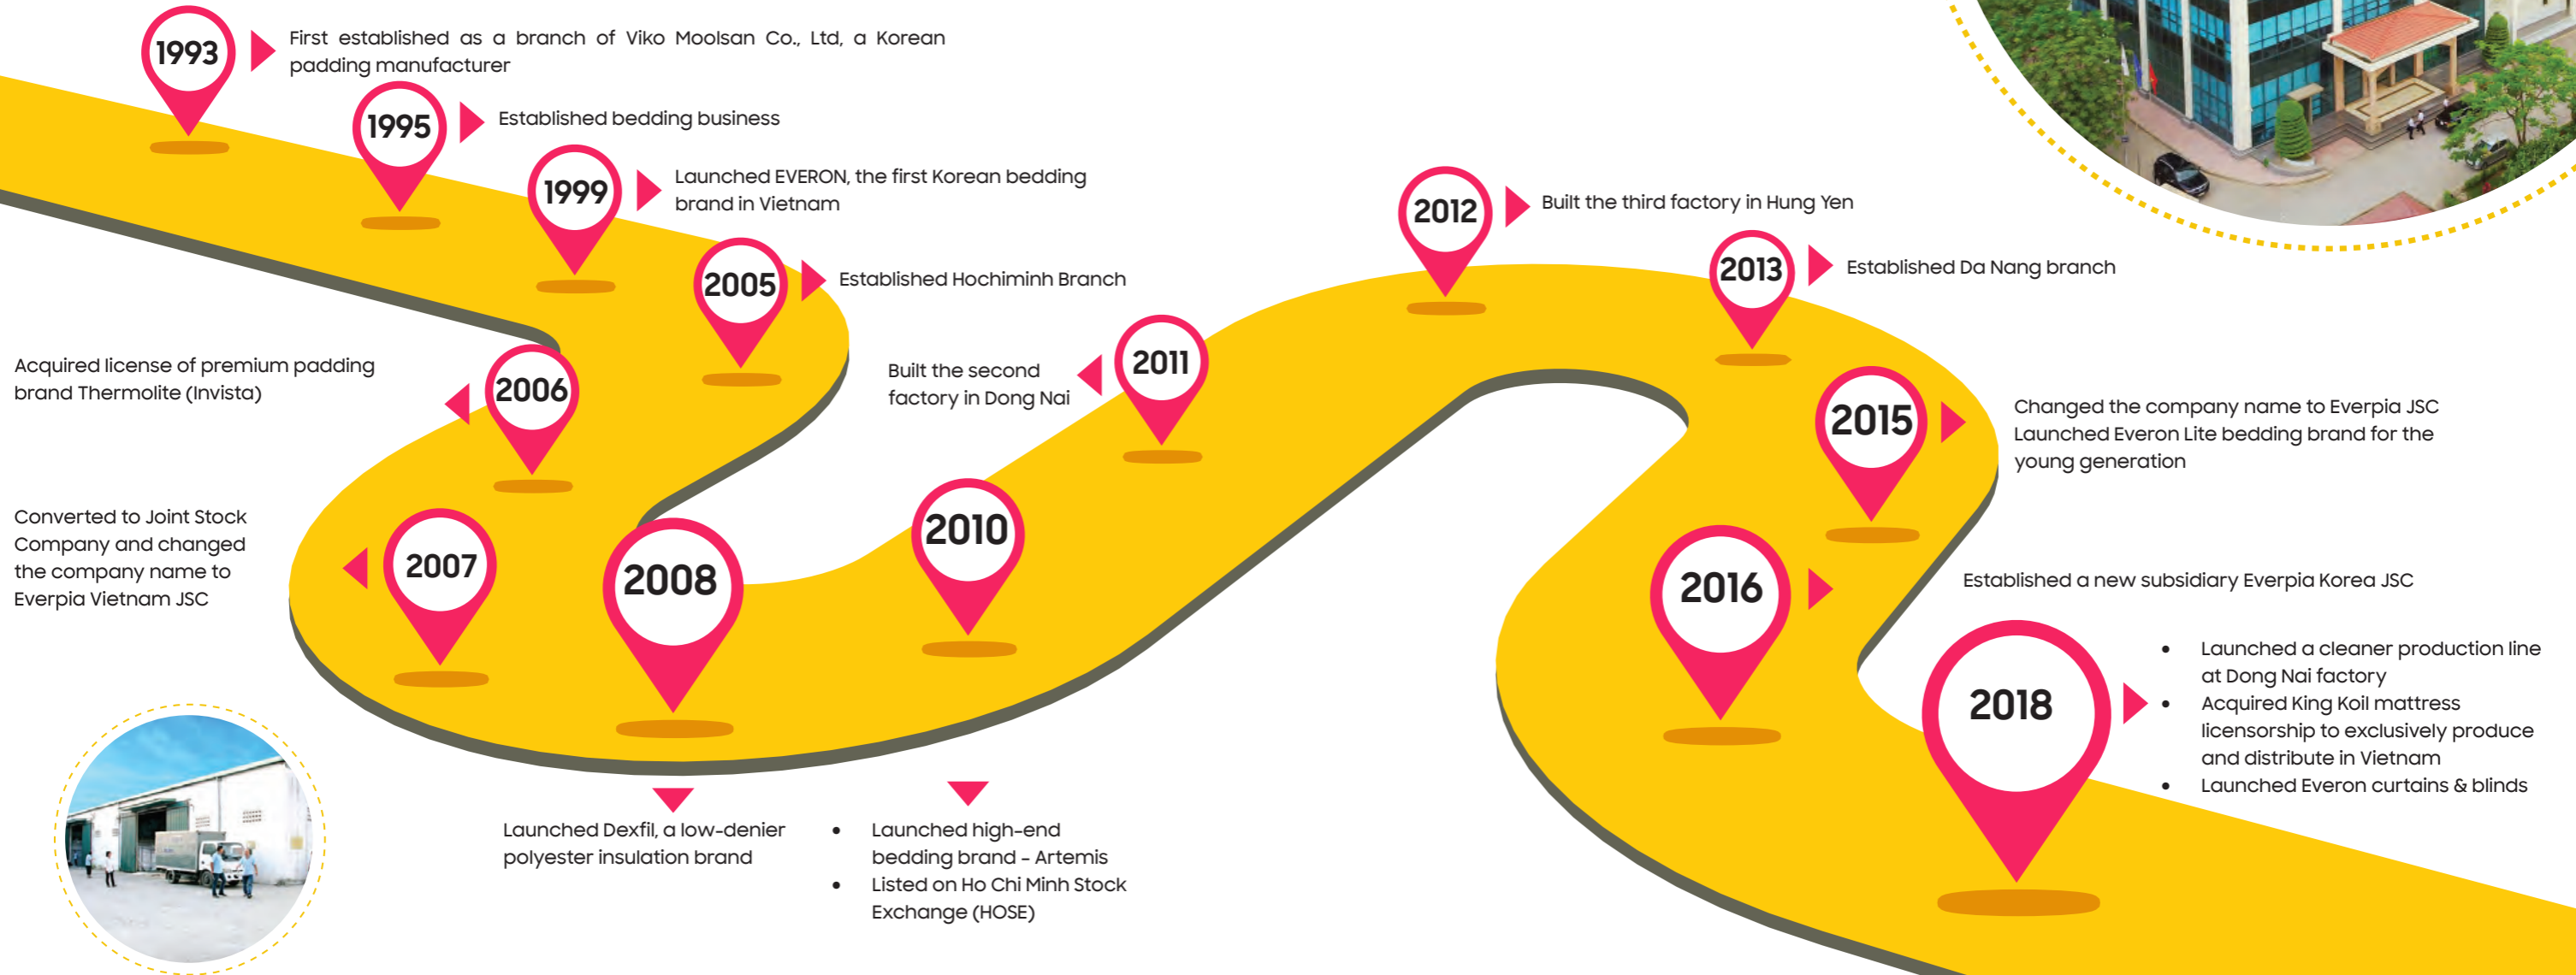 1993
First established as a branch of Viko Moolsan Co., Ltd, a Korean
padding manufacturer
1995
Established bedding business
1999
Launched EVERON, the first Korean bedding
brand in Vietnam
2005
Established Hochiminh Branch
2006
Acquired license of premium padding
brand Thermolite (Invista)
2007
Converted to Joint Stock
Company and changed
the company name to
Everpia Vietnam JSC
2008
Launched Dexfil, a low-denier
polyester insulation brand
2010
• Launched high-end
bedding brand – Artemis
• Listed on Ho Chi Minh Stock
Exchange (HOSE)
2011
Built the second
factory in Dong Nai
2012
Built the third factory in Hung Yen
2013
Established Da Nang branch
2015
Changed the company name to Everpia JSC
Launched Everon Lite bedding brand for the
young generation
2016
Established a new subsidiary Everpia Korea JSC
2018
• Launched a cleaner production line
at Dong Nai factory
• Acquired King Koil mattress
licensorship to exclusively produce
and distribute in Vietnam
• Launched Everon curtains & blinds